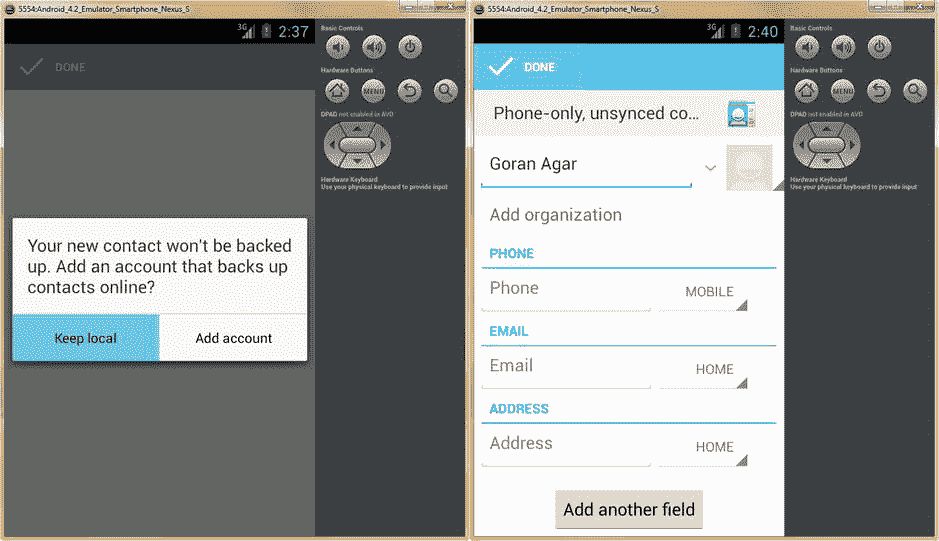 5554:Android_4.2_Emulator_Smartphone_Nexus_S
3G 2:37
DONE
Your new contact won't be backed
up. Add an account that backs up
contacts online?
Keep local Add account
Basic Controls
Hardware Buttons
MENU
DPAD not enabled in AVD
Hardware Keyboard
Use your physical keyboard to provide input
5554:Android_4.2_Emulator_Smartphone_Nexus_S
3G 2:40
DONE
Phone-only, unsynced co...
Goran Agar
Add organization
PHONE
Phone MOBILE
EMAIL
Email HOME
ADDRESS
Address HOME
Add another field
Basic Controls
Hardware Buttons
MENU
DPAD not enabled in AVD
Hardware Keyboard
Use your physical keyboard to provide input